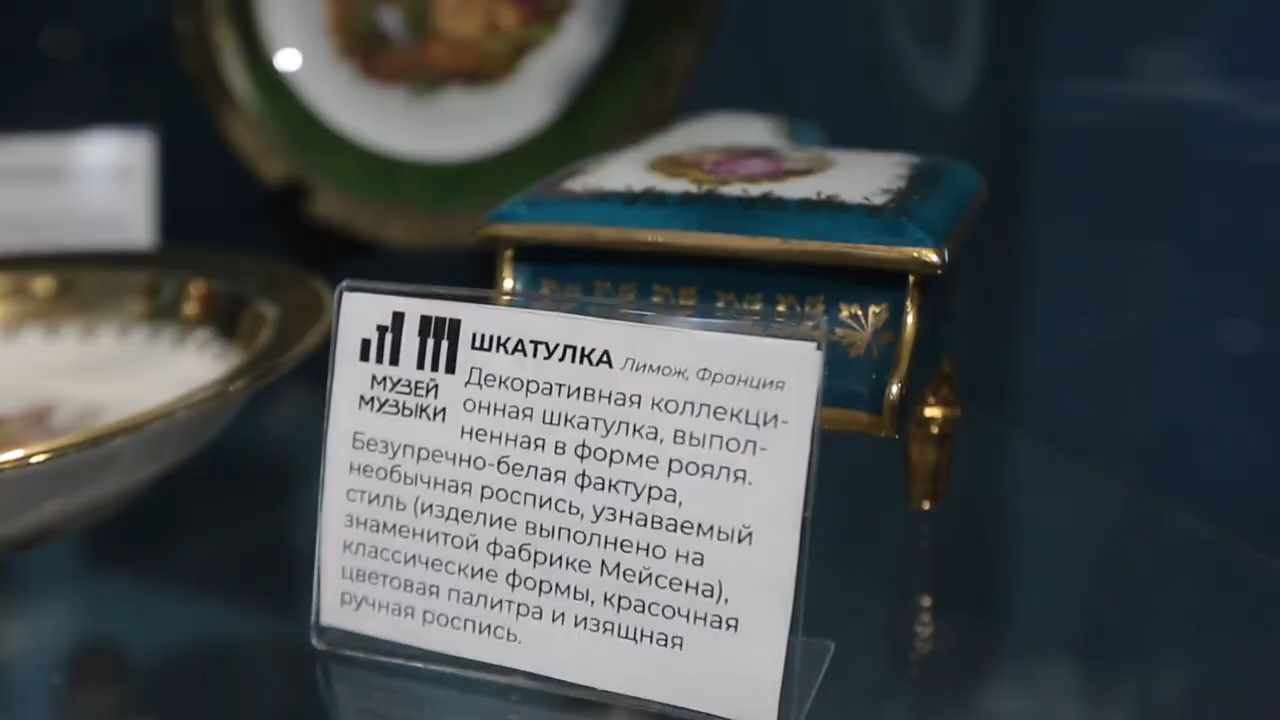 МУЗЕЙ
МУЗЫКИ
ШКАТУЛКА Лимож, Франция
Декоративная коллекци-
онная шкатулка, выпол-
ненная в форме рояля.
Безупречно-белая фактура,
необычная роспись, узнаваемый
стиль (изделие выполнено на
знаменитой фабрике Мейсена),
классические формы, красочная
цветовая палитра и изящная
ручная роспись.